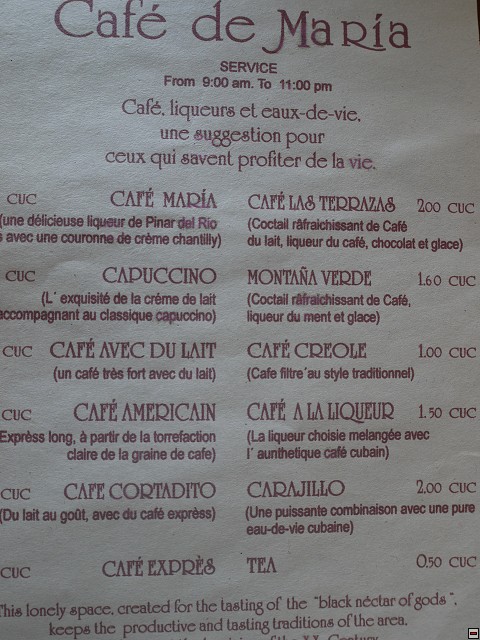 Café de María
SERVICE
From 9:00 am. To 11:00 pm
Café, liqueurs et eaux-de-vie,
une suggestion pour
ceux qui savent profiter de la vie.
CUC CAFÉ MARÍA
(une délicieuse liqueur de Pinar del Rio
avec une couronne de crème chantilly)
CUC CAPUCCINO
(L´ exquisité de la créme de lait
accompagnant au classique capuccino)
CUC CAFÉ AVEC DU LAIT
(un café très fort avec du lait)
CUC CAFÉ AMERICAIN
Exprèss long, à partir de la torrefaction
claire de la graine de cafe)
CUC CAFE CORTADITO
(Du lait au goût, avec du café exprèss)
CUC CAFÉ EXPRÈS
CAFÉ LAS TERRAZAS 2.00 CUC
(Coctail râfraichissant de Café
du lait, liqueur du café, chocolat et glace)
MONTAÑA VERDE 1.60 CUC
(Coctail râfraichissant de Café,
liqueur du ment et glace)
CAFÉ CREOLE 1.00 CUC
(Cafe filtre´au style traditionnel)
CAFÉ A LA LIQUEUR 1.50 CUC
(La liqueur choisie melangée avec
l´ aunthetique café cubain)
CARAJILLO 2.00 CUC
(Une puissante combinaison avec une pure
eau-de-vie cubaine)
TEA 0.50 CUC
This lonely space, created for the tasting of the "black néctar of gods",
keeps the productive and tasting traditions of the area.